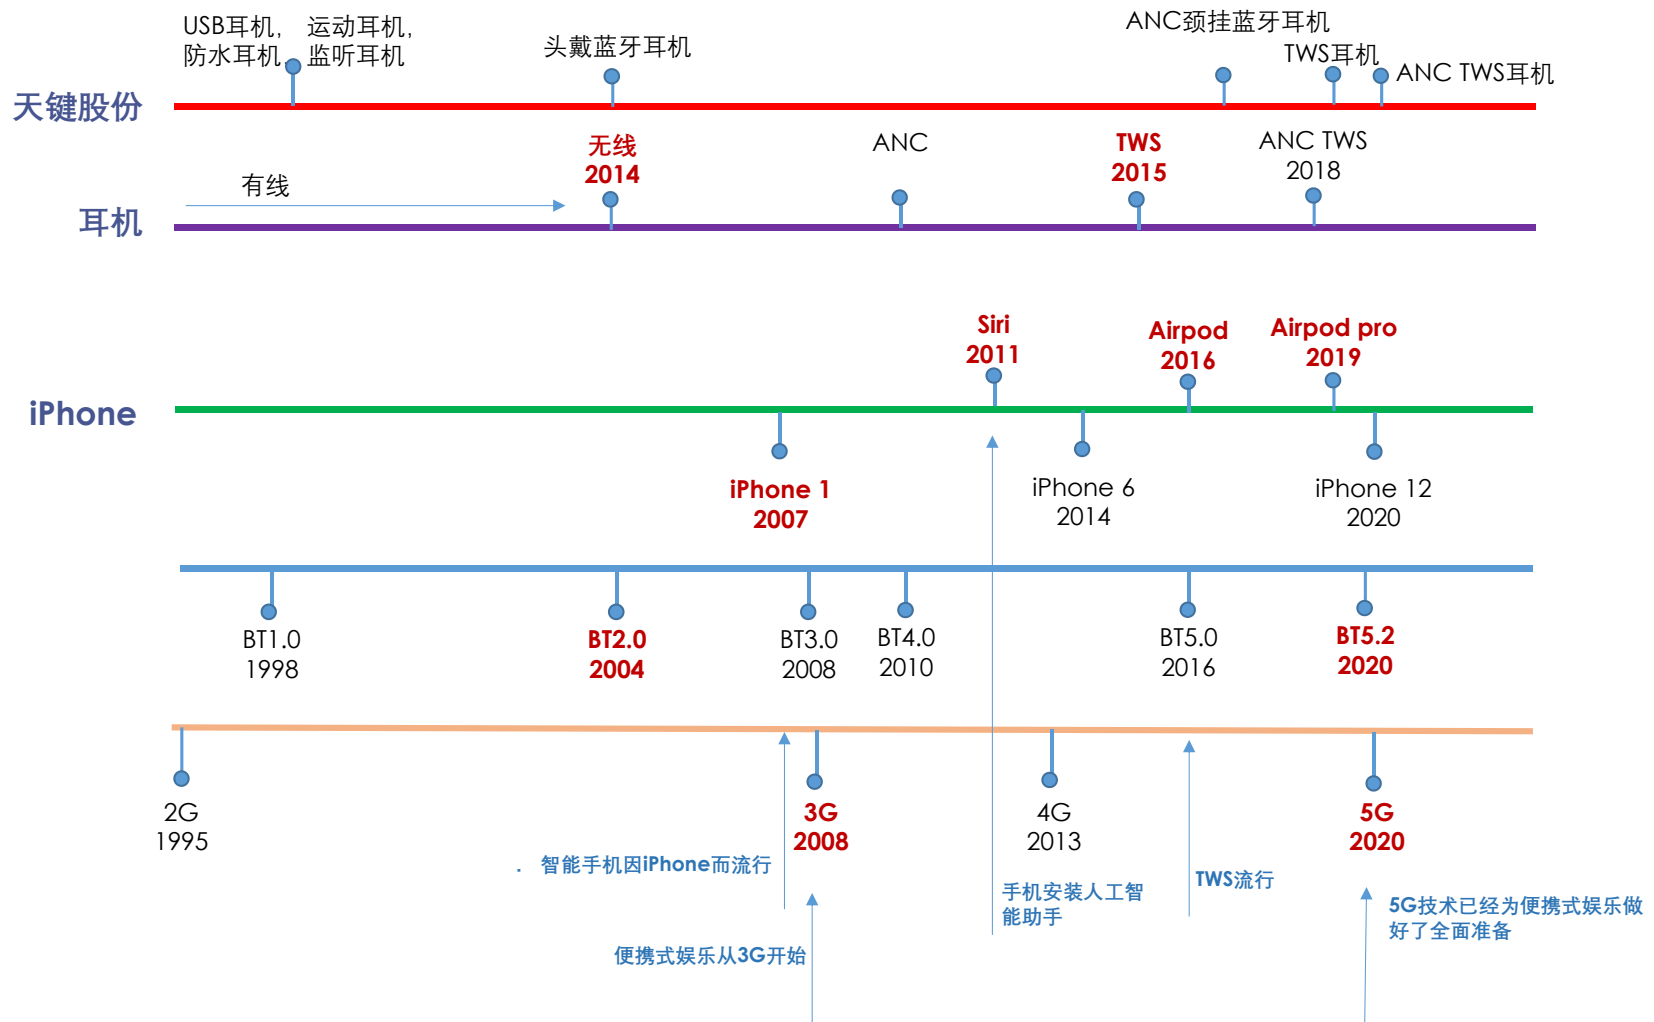 USB耳机， 运动耳机，
防水耳机， 监听耳机
头戴蓝牙耳机
ANC颈挂蓝牙耳机
TWS耳机
ANC TWS耳机
天键股份
无线
2014
ANC
TWS
2015
ANC TWS
2018
有线
耳机
Siri
2011
Airpod
2016
Airpod pro
2019
iPhone
iPhone 1
2007
iPhone 6
2014
iPhone 12
2020
BT1.0
1998
BT2.0
2004
BT3.0
2008
BT4.0
2010
BT5.0
2016
BT5.2
2020
2G
1995
3G
2008
4G
2013
5G
2020
. 智能手机因iPhone而流行
便携式娱乐从3G开始
手机安装人工智
能助手
TWS流行
5G技术已经为便携式娱乐做
好了全面准备